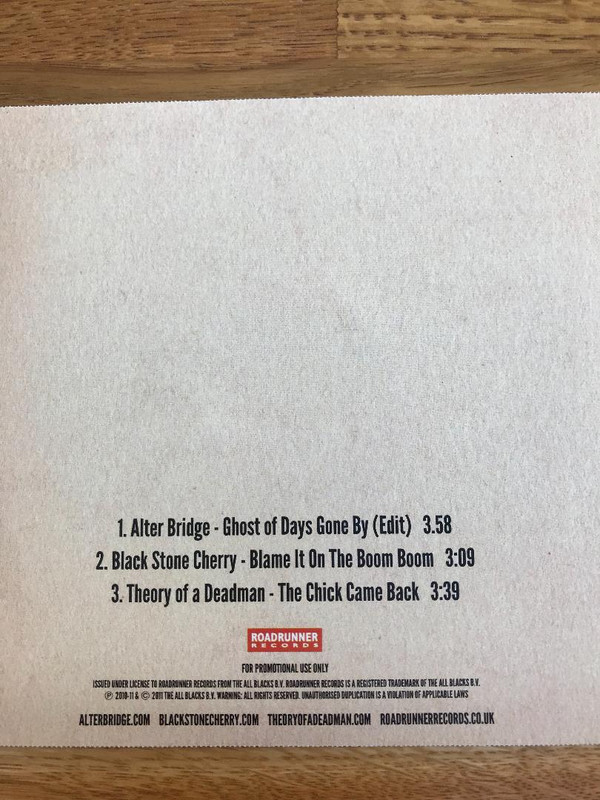 1. Alter Bridge - Ghost of Days Gone By (Edit) 3.58
2. Black Stone Cherry - Blame It On The Boom Boom 3:09
3. Theory of a Deadman - The Chick Came Back 3:39
ROADRUNNER
RECORDS
FOR PROMOTIONAL USE ONLY
ISSUED UNDER LICENSE TO ROADRUNNER RECORDS FROM THE ALL BLACKS B.V. ROADRUNNER RECORDS IS A REGISTERED TRADEMARK OF THE ALL BLACKS B.V.
℗ 2010-11 & © 2011 THE ALL BLACKS B.V. WARNING: ALL RIGHTS RESERVED. UNAUTHORISED DUPLICATION IS A VIOLATION OF APPLICABLE LAWS
ALTERBRIDGE.COM BLACKSTONECHERRY.COM THEORYOFADEADMAN.COM ROADRUNNERRECORDS.CO.UK